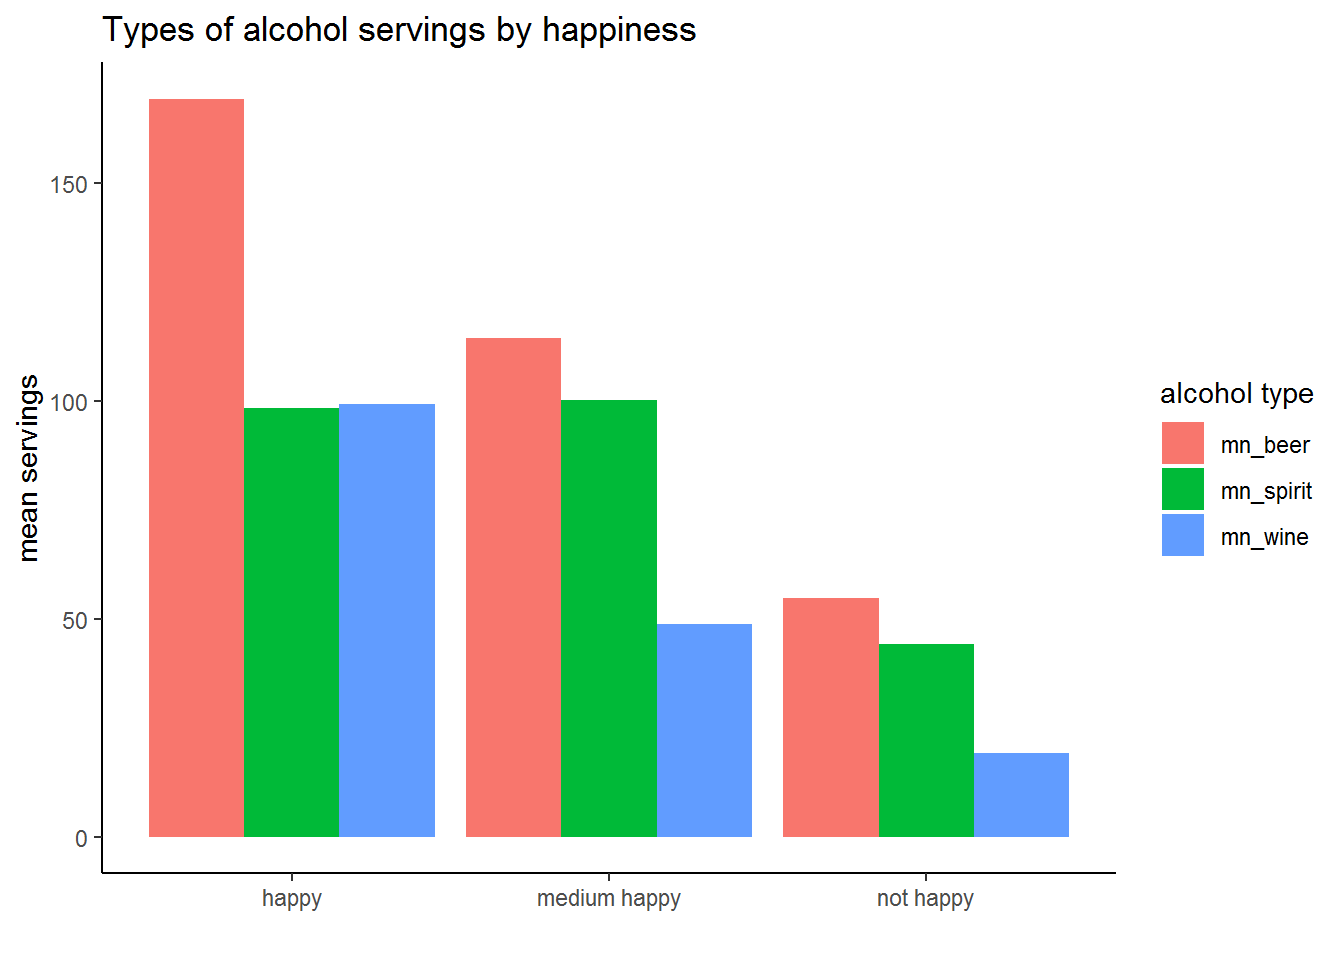 Types of alcohol servings by happiness
mean servings
150
100
50
0
happy
medium happy
not happy
alcohol type
mn_beer
mn_spirit
mn_wine